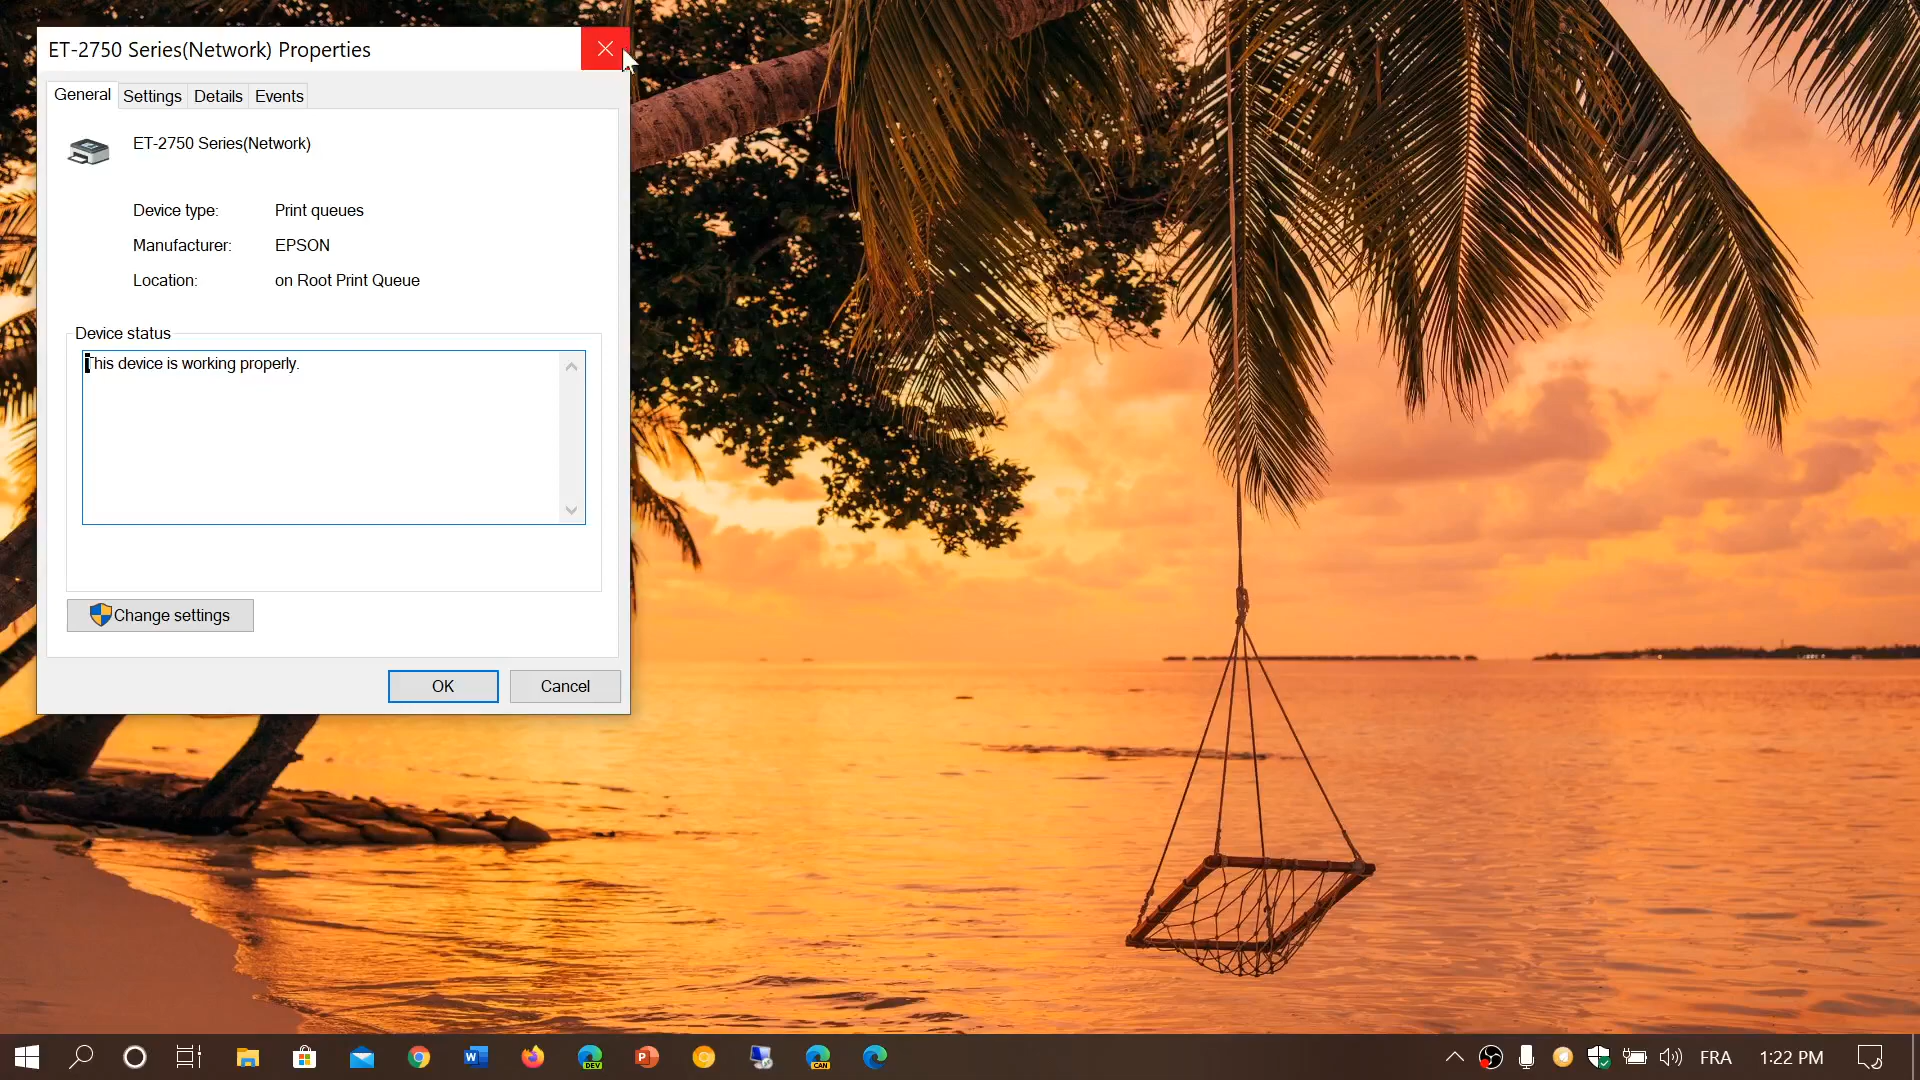 ET-2750 Series(Network) Properties
General Settings Details Events
ET-2750 Series(Network)
Device type: Print queues
Manufacturer: EPSON
Location: on Root Print Queue
Device status
This device is working properly.
Change settings
OK Cancel
W DEV P CAN FRA 1:22 PM